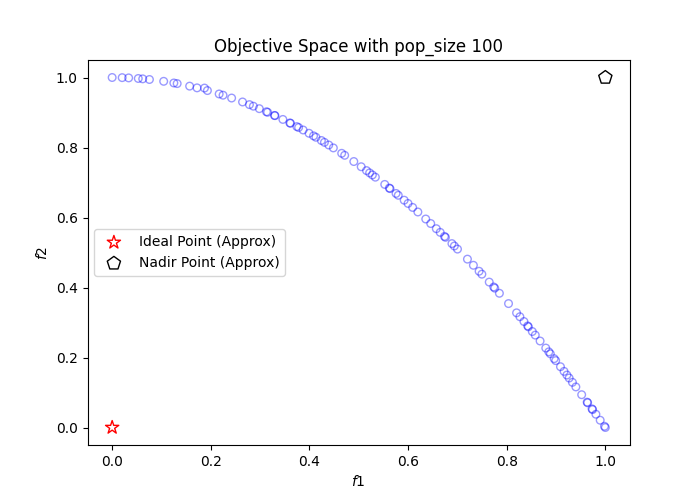 Objective Space with pop_size 100
1.0
0.8
0.6
0.4
0.2
0.0
f2
Ideal Point (Approx)
Nadir Point (Approx)
0.0 0.2 0.4 0.6 0.8 1.0
f1